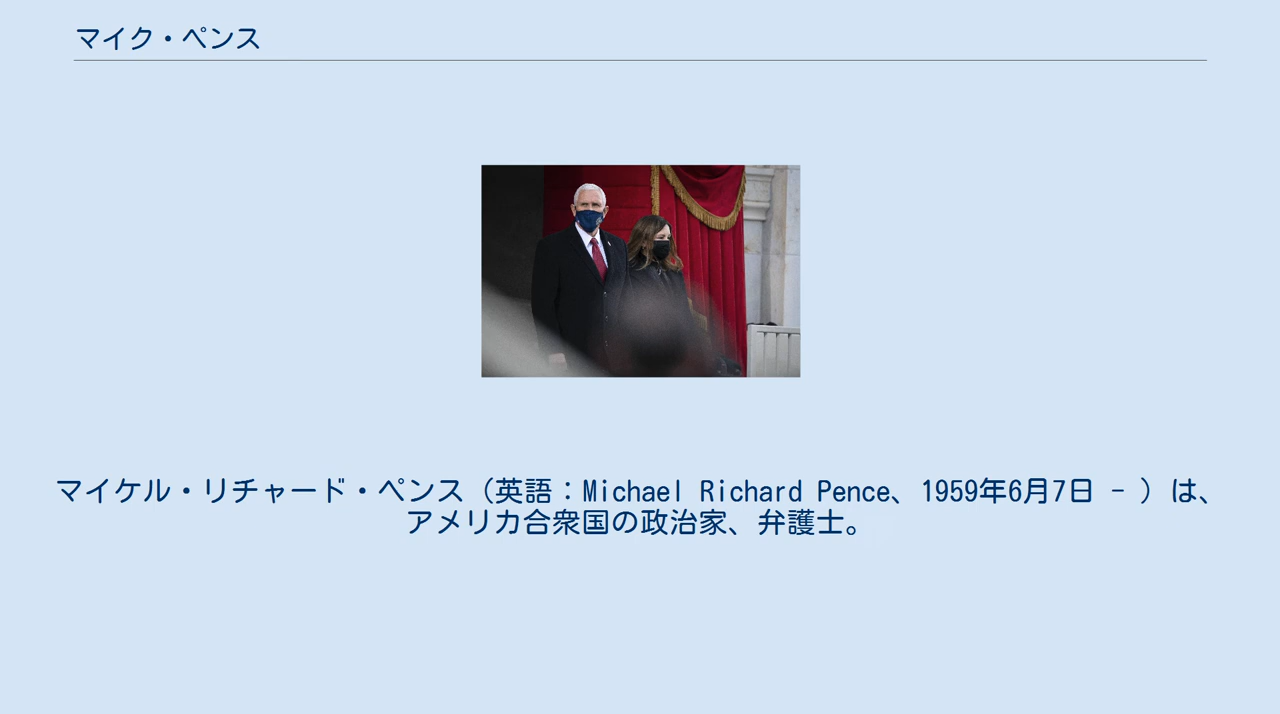 マイク・ペンス
マイケル・リチャード・ペンス（英語：Michael Richard Pence、1959年6月7日 - ）は、
アメリカ合衆国の政治家、弁護士。